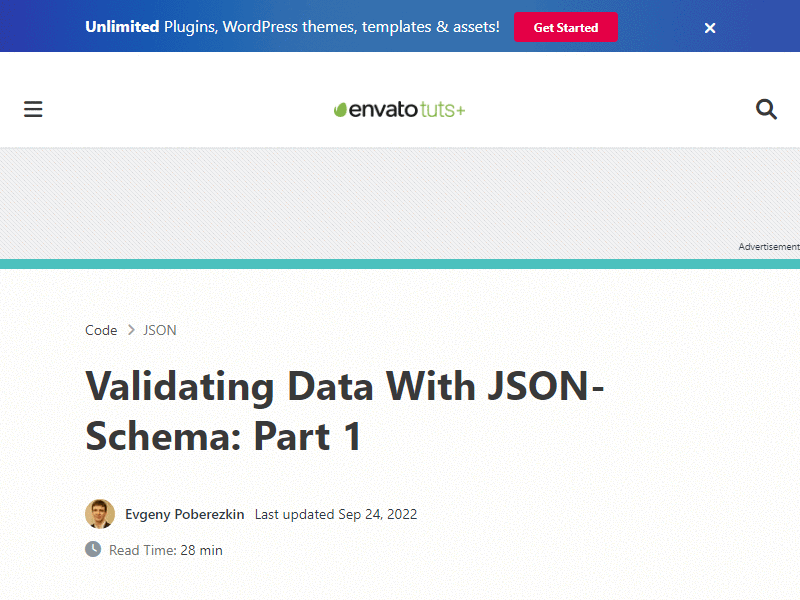 Unlimited Plugins, WordPress themes, templates & assets!
Get Started
envato tuts+
Advertisement
Code > JSON
Validating Data With JSON-
Schema: Part 1
Evgeny Poberezkin Last updated Sep 24, 2022
Read Time: 28 min